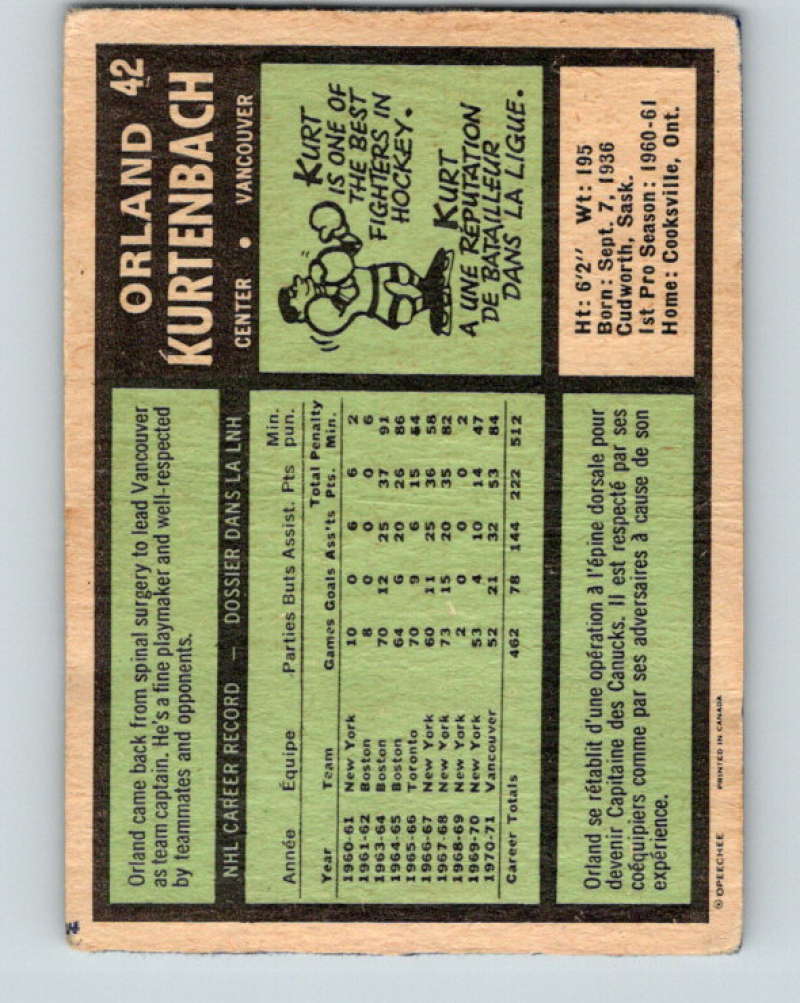 ORLAND 42
KURTENBACH
CENTER • VANCOUVER
Orland came back from spinal surgery to lead Vancouver
as team captain. He's a fine playmaker and well-respected
by teammates and opponents.
KURT
IS ONE OF
THE BEST
FIGHTERS IN
HOCKEY.
KURT
A UNE RÉPUTATION
DE BATAILLEUR
DANS LA LIGUE.
Ht: 6'2" Wt: 195
Born: Sept. 7, 1936
Cudworth, Sask.
1st Pro Season: 1960-61
Home: Cooksville, Ont.
NHL CAREER RECORD — DOSSIER DANS LA LNH
Année Équipe Parties Buts Assist. Pts Min. pun.
Year Team Games Goals Ass'ts Total Pts. Penalty Min.
1960-61 New York 10 0 6 6 2
1961-62 Boston 8 0 0 0 6
1963-64 Boston 70 12 25 37 91
1964-65 Boston 64 6 20 26 86
1965-66 Toronto 70 9 6 15 54
1966-67 New York 60 11 25 36 58
1967-68 New York 73 15 20 35 82
1968-69 New York 2 0 0 0 2
1969-70 New York 53 4 10 14 47
1970-71 Vancouver 52 21 32 53 84
Career Totals 462 78 144 222 512
Orland se rétablit d'une opération à l'épine dorsale pour
devenir Capitaine des Canucks. Il est respecté par ses
coéquipiers comme par ses adversaires à cause de son
expérience.
© OPEECHEE PRINTED IN CANADA